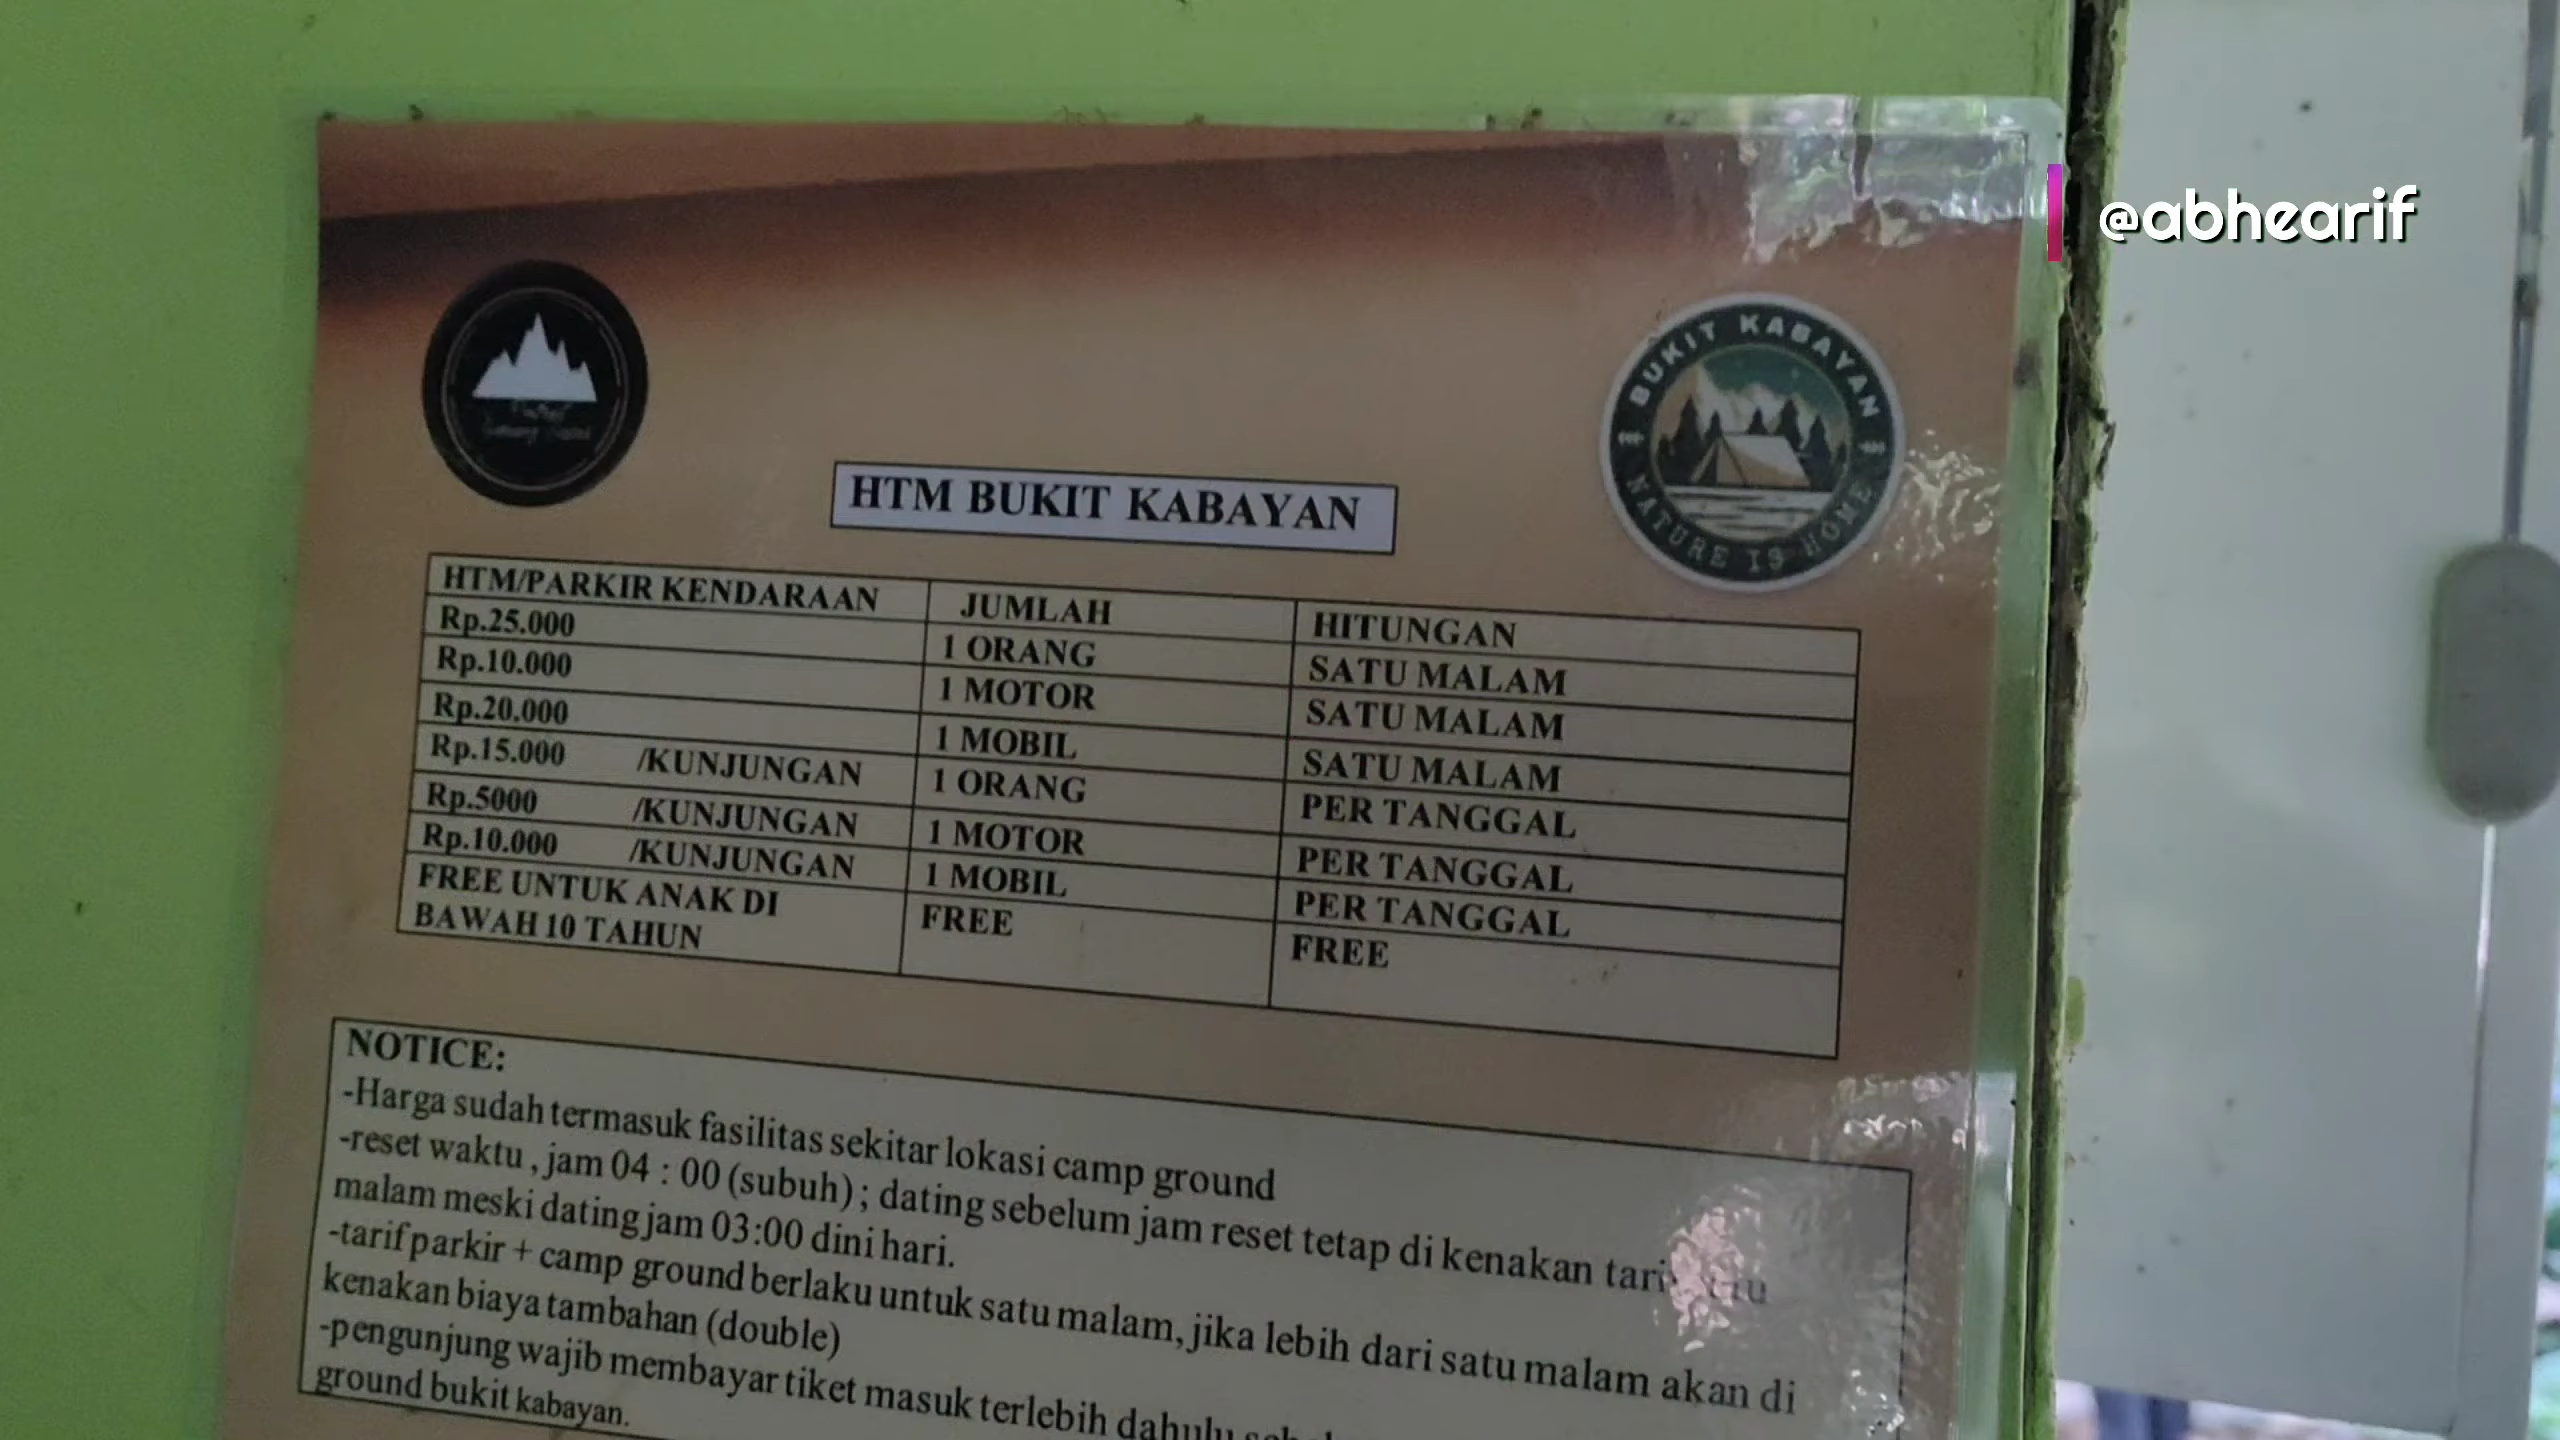 @abhearif
BUKIT KABAYAN
NATURE IS HOME
HTM BUKIT KABAYAN
HTM/PARKIR KENDARAAN JUMLAH HITUNGAN
Rp.25.000 1 ORANG SATU MALAM
Rp.10.000 1 MOTOR SATU MALAM
Rp.20.000 1 MOBIL SATU MALAM
Rp.15.000 /KUNJUNGAN 1 ORANG PER TANGGAL
Rp.5000 /KUNJUNGAN 1 MOTOR PER TANGGAL
Rp.10.000 /KUNJUNGAN 1 MOBIL PER TANGGAL
FREE UNTUK ANAK DI FREE FREE
BAWAH 10 TAHUN
NOTICE:
-Harga sudah termasuk fasilitas sekitar lokasi camp ground
-reset waktu , jam 04 : 00 (subuh) ; dating sebelum jam reset tetap di kenakan
malam meski dating jam 03:00 dini hari.
-tarif parkir + camp ground berlaku untuk satu malam, jika lebih dari satu malam akan di
kenakan biaya tambahan (double)
-pengunjung wajib membayar tiket masuk terlebih dahulu
ground bukit kabayan.